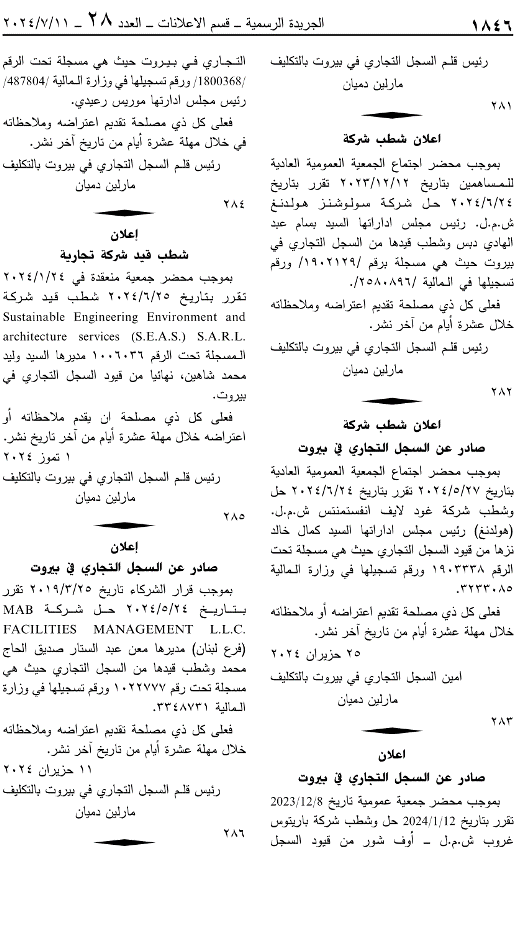 ١٨٤٦
الجريدة الرسمية ــ قسم الاعلانات ــ العدد ٢٨ ــ ٢٠٢٤/٧/١١
رئيس قلم السجل التجاري في بيروت بالتكليف
مارلين دميان
٢٨١
اعلان شطب شركة
بموجب محضر اجتماع الجمعية العمومية العادية
للمساهمين بتاريخ ٢٠٢٣/١٢/١٢ تقرر بتاريخ
٢٠٢٤/٦/٢٤ حل شركة سولوشنز هولدنغ
ش.م.ل. رئيس مجلس اداراتها السيد بسام عبد
الهادي دبس وشطب قيدها من السجل التجاري في
بيروت حيث هي مسجلة برقم /١٩٠٢١٢٩/ ورقم
تسجيلها في المالية /٢٥٨٠٨٩٦/.
فعلى كل ذي مصلحة تقديم اعتراضه وملاحظاته
خلال عشرة أيام من آخر نشر.
رئيس قلم السجل التجاري في بيروت بالتكليف
مارلين دميان
٢٨٢
اعلان شطب شركة
صادر عن السجل التجاري في بيروت
بموجب محضر اجتماع الجمعية العمومية العادية
بتاريخ ٢٠٢٤/٥/٢٧ تقرر بتاريخ ٢٠٢٤/٦/٢٤ حل
وشطب شركة غود لايف انفستمنتس ش.م.ل.
(هولدنغ) رئيس مجلس اداراتها السيد كمال خالد
نزها من قيود السجل التجاري حيث هي مسجلة تحت
الرقم ١٩٠٣٣٣٨ ورقم تسجيلها في وزارة المالية
٣٢٣٣٠٨٥.
فعلى كل ذي مصلحة تقديم اعتراضه أو ملاحظاته
خلال عشرة أيام من آخر نشر.
٢٥ حزيران ٢٠٢٤
امين السجل التجاري في بيروت بالتكليف
مارلين دميان
٢٨٣
اعلان
صادر عن السجل التجاري في بيروت
بموجب محضر جمعية عمومية تاريخ 2023/12/8
تقرر بتاريخ 2024/1/12 حل وشطب شركة باريتوس
غروب ش.م.ل ــ أوف شور من قيود السجل
التجاري في بيروت حيث هي مسجلة تحت الرقم
/1800368/ ورقم تسجيلها في وزارة المالية /487804/
رئيس مجلس ادارتها موريس رعيدي.
فعلى كل ذي مصلحة تقديم اعتراضه وملاحظاته
في خلال مهلة عشرة أيام من تاريخ آخر نشر.
رئيس قلم السجل التجاري في بيروت بالتكليف
مارلين دميان
٢٨٤
إعلان
شطب قيد شركة تجارية
بموجب محضر جمعية منعقدة في ٢٠٢٤/١/٢٤
تقرر بتاريخ ٢٠٢٤/٦/٢٥ شطب قيد شركة
Sustainable Engineering Environment and
architecture services (S.E.A.S.) S.A.R.L.
المسجلة تحت الرقم ١٠٠٦٠٣٦ مديرها السيد وليد
محمد شاهين، نهائيا من قيود السجل التجاري في
بيروت.
فعلى كل ذي مصلحة ان يقدم ملاحظاته أو
اعتراضه خلال مهلة عشرة أيام من آخر تاريخ نشر.
١ تموز ٢٠٢٤
رئيس قلم السجل التجاري في بيروت بالتكليف
مارلين دميان
٢٨٥
إعلان
صادر عن السجل التجاري في بيروت
بموجب قرار الشركاء تاريخ ٢٠١٩/٣/٢٥ تقرر
بتاريخ ٢٠٢٤/٥/٢٤ حل شركة MAB
FACILITIES MANAGEMENT L.L.C.
(فرع لبنان) مديرها معن عبد الستار صديق الحاج
محمد وشطب قيدها من السجل التجاري حيث هي
مسجلة تحت رقم ١٠٢٢٧٧٧ ورقم تسجيلها في وزارة
المالية ٣٣٤٨٧٣١.
فعلى كل ذي مصلحة تقديم اعتراضه وملاحظاته
خلال مهلة عشرة أيام من تاريخ آخر نشر.
١١ حزيران ٢٠٢٤
رئيس قلم السجل التجاري في بيروت بالتكليف
مارلين دميان
٢٨٦